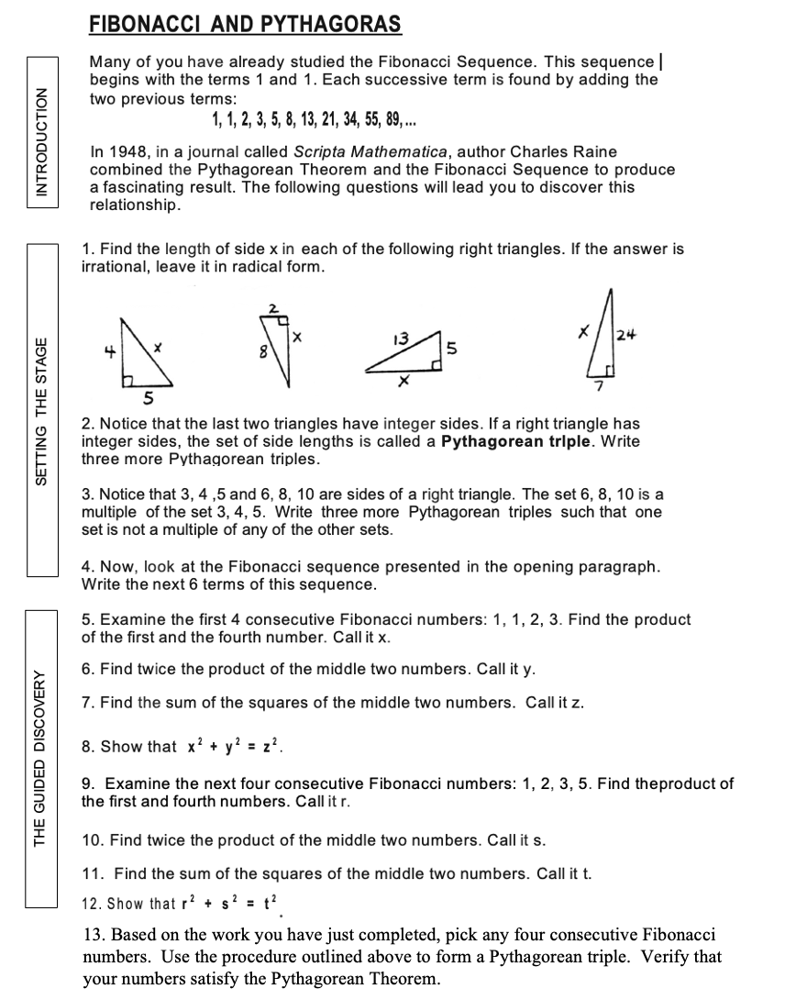 FIBONACCI AND PYTHAGORAS
INTRODUCTION
Many of you have already studied the Fibonacci Sequence. This sequence
begins with the terms 1 and 1. Each successive term is found by adding the
two previous terms:
1, 1, 2, 3, 5, 8, 13, 21, 34, 55, 89,...
In 1948, in a journal called Scripta Mathematica, author Charles Raine
combined the Pythagorean Theorem and the Fibonacci Sequence to produce
a fascinating result. The following questions will lead you to discover this
relationship.
SETTING THE STAGE
1. Find the length of side x in each of the following right triangles. If the answer is
irrational, leave it in radical form.
4 x 5
2 x 8
13 5 x
x 24 7
2. Notice that the last two triangles have integer sides. If a right triangle has
integer sides, the set of side lengths is called a Pythagorean trIple. Write
three more Pythagorean triples.
3. Notice that 3, 4 ,5 and 6, 8, 10 are sides of a right triangle. The set 6, 8, 10 is a
multiple of the set 3, 4, 5. Write three more Pythagorean triples such that one
set is not a multiple of any of the other sets.
4. Now, look at the Fibonacci sequence presented in the opening paragraph.
Write the next 6 terms of this sequence.
THE GUIDED DISCOVERY
5. Examine the first 4 consecutive Fibonacci numbers: 1, 1, 2, 3. Find the product
of the first and the fourth number. Call it x.
6. Find twice the product of the middle two numbers. Call it y.
7. Find the sum of the squares of the middle two numbers. Call it z.
8. Show that x² + y² = z².
9. Examine the next four consecutive Fibonacci numbers: 1, 2, 3, 5. Find theproduct of
the first and fourth numbers. Call it r.
10. Find twice the product of the middle two numbers. Call it s.
11. Find the sum of the squares of the middle two numbers. Call it t.
12. Show that r² + s² = t².
13. Based on the work you have just completed, pick any four consecutive Fibonacci
numbers. Use the procedure outlined above to form a Pythagorean triple. Verify that
your numbers satisfy the Pythagorean Theorem.